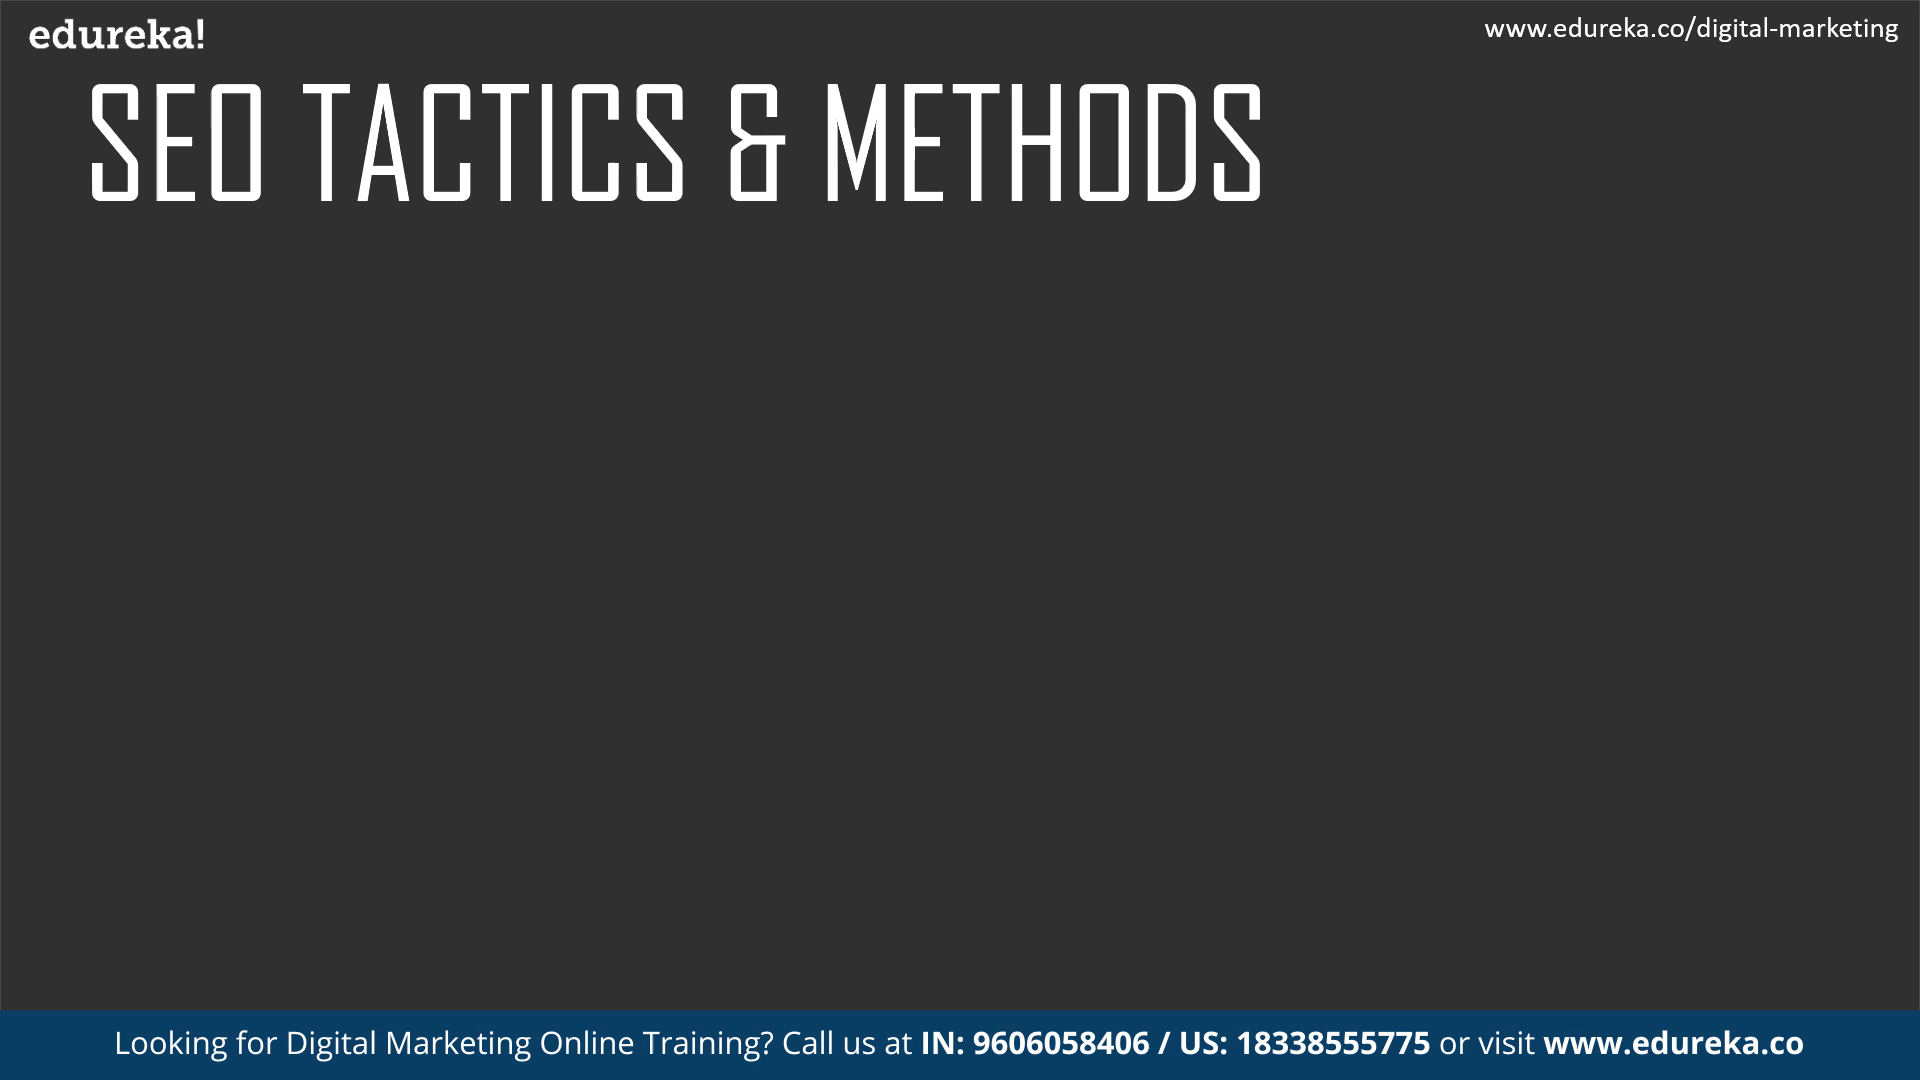 edureka!
www.edureka.co/digital-marketing
SEO TACTICS & METHODS
Looking for Digital Marketing Online Training? Call us at IN: 9606058406 / US: 18338555775 or visit www.edureka.co